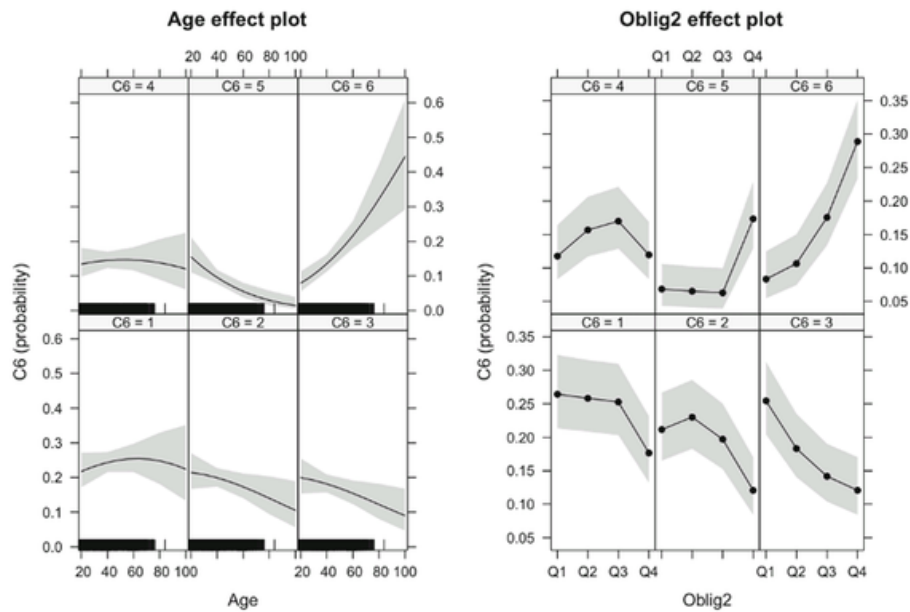 Age effect plot
20 40 60 80 100
C6 = 4 C6 = 5 C6 = 6
0.6
0.5
0.4
0.3
0.2
0.1
0.0
C6 = 1 C6 = 2 C6 = 3
0.6
0.5
0.4
0.3
0.2
0.1
0.0
C6 (probability)
20 40 60 80 100 20 40 60 80 100
Age
Oblig2 effect plot
Q1 Q2 Q3 Q4
C6 = 4 C6 = 5 C6 = 6
0.35
0.30
0.25
0.20
0.15
0.10
0.05
C6 = 1 C6 = 2 C6 = 3
0.35
0.30
0.25
0.20
0.15
0.10
0.05
C6 (probability)
Q1 Q2 Q3 Q4 Q1 Q2 Q3 Q4
Oblig2